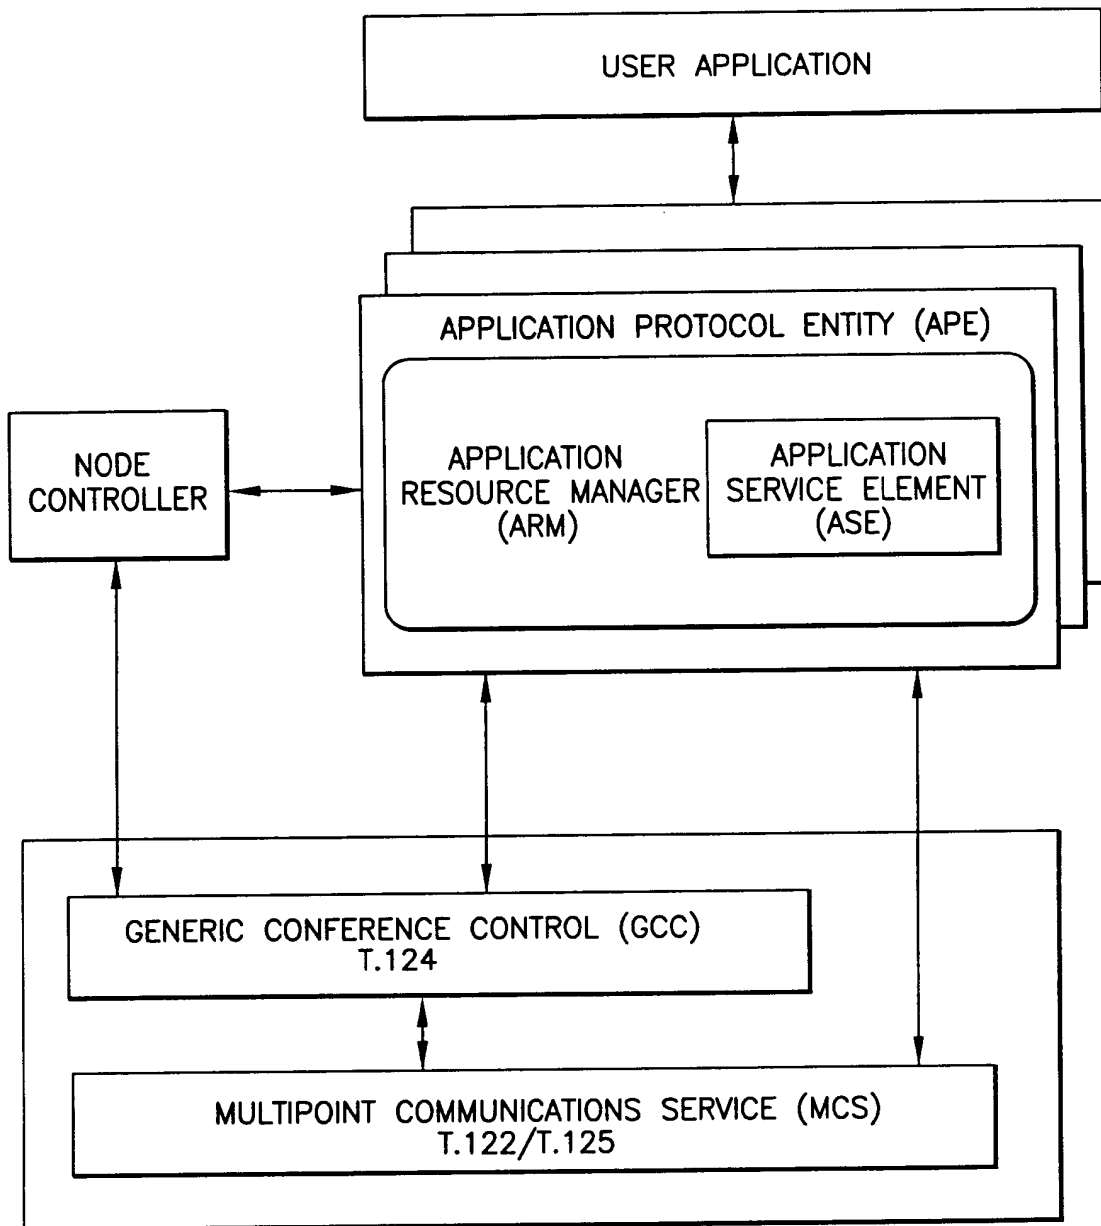 USER APPLICATION
APPLICATION PROTOCOL ENTITY (APE)
NODE
CONTROLLER
APPLICATION
RESOURCE MANAGER
(ARM)
APPLICATION
SERVICE ELEMENT
(ASE)
GENERIC CONFERENCE CONTROL (GCC)
T.124
MULTIPOINT COMMUNICATIONS SERVICE (MCS)
T.122/T.125